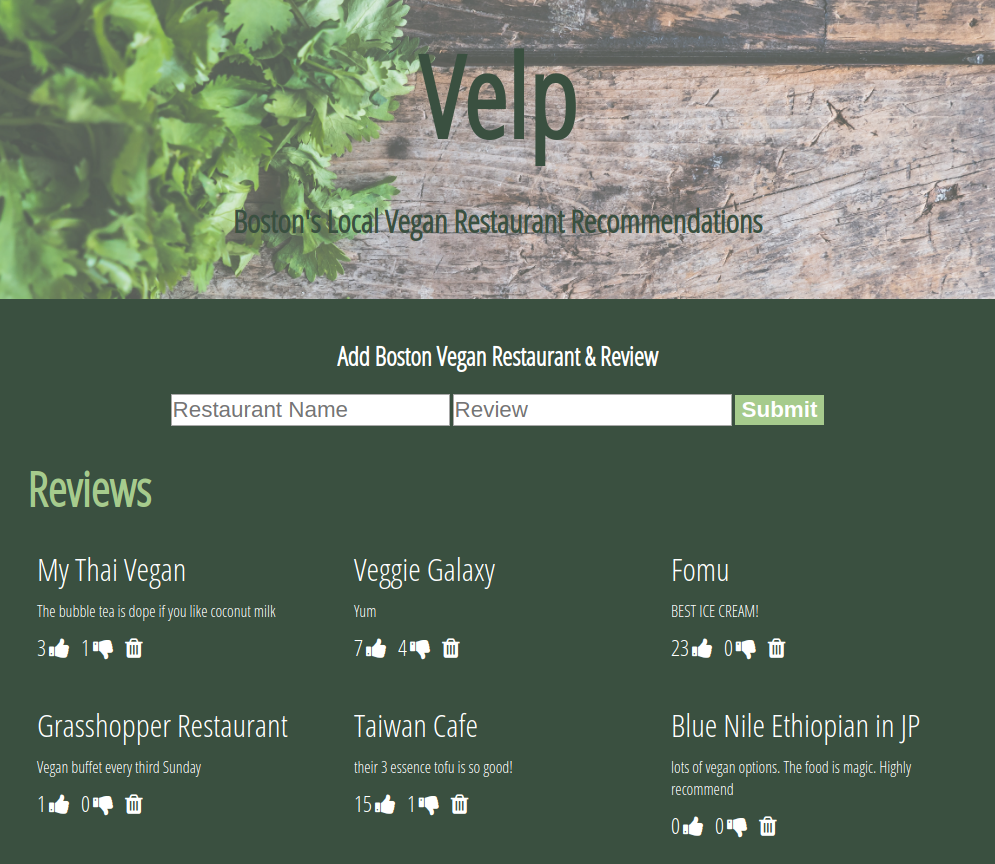 Velp
Boston's Local Vegan Restaurant Recommendations
Add Boston Vegan Restaurant & Review
Restaurant Name Review Submit
Reviews
My Thai Vegan
The bubble tea is dope if you like coconut milk
3 1
Veggie Galaxy
Yum
7 4
Fomu
BEST ICE CREAM!
23 0
Grasshopper Restaurant
Vegan buffet every third Sunday
1 0
Taiwan Cafe
their 3 essence tofu is so good!
15 1
Blue Nile Ethiopian in JP
lots of vegan options. The food is magic. Highly
recommend
0 0